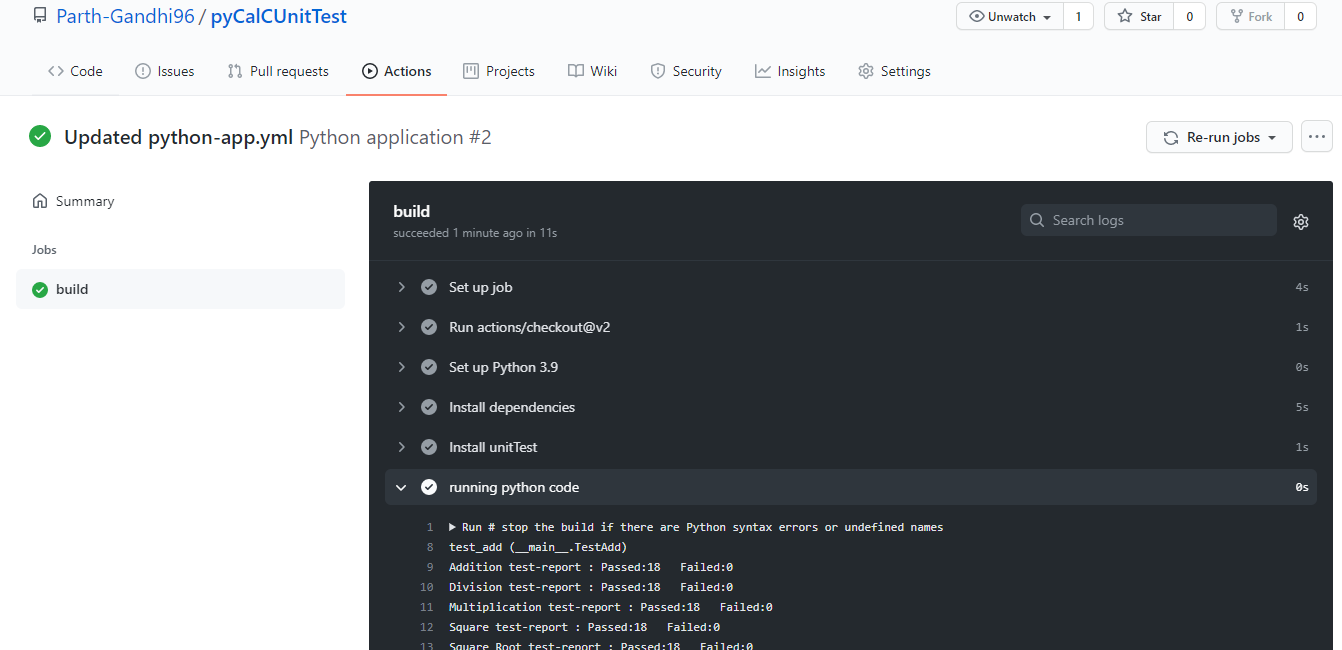 Parth-Gandhi96 / pyCalCUnitTest
Unwatch 1 Star 0 Fork 0
Code Issues Pull requests Actions Projects Wiki Security Insights Settings
Updated python-app.yml Python application #2
Re-run jobs
Summary
Jobs
build
build
succeeded 1 minute ago in 11s
Search logs
Set up job 4s
Run actions/checkout@v2 1s
Set up Python 3.9 0s
Install dependencies 5s
Install unitTest 1s
running python code 0s
1 Run # stop the build if there are Python syntax errors or undefined names
8 test_add (__main__.TestAdd)
9 Addition test-report : Passed:18 Failed:0
10 Division test-report : Passed:18 Failed:0
11 Multiplication test-report : Passed:18 Failed:0
12 Square test-report : Passed:18 Failed:0
13 Square Root test-report : Passed:18 Failed:0